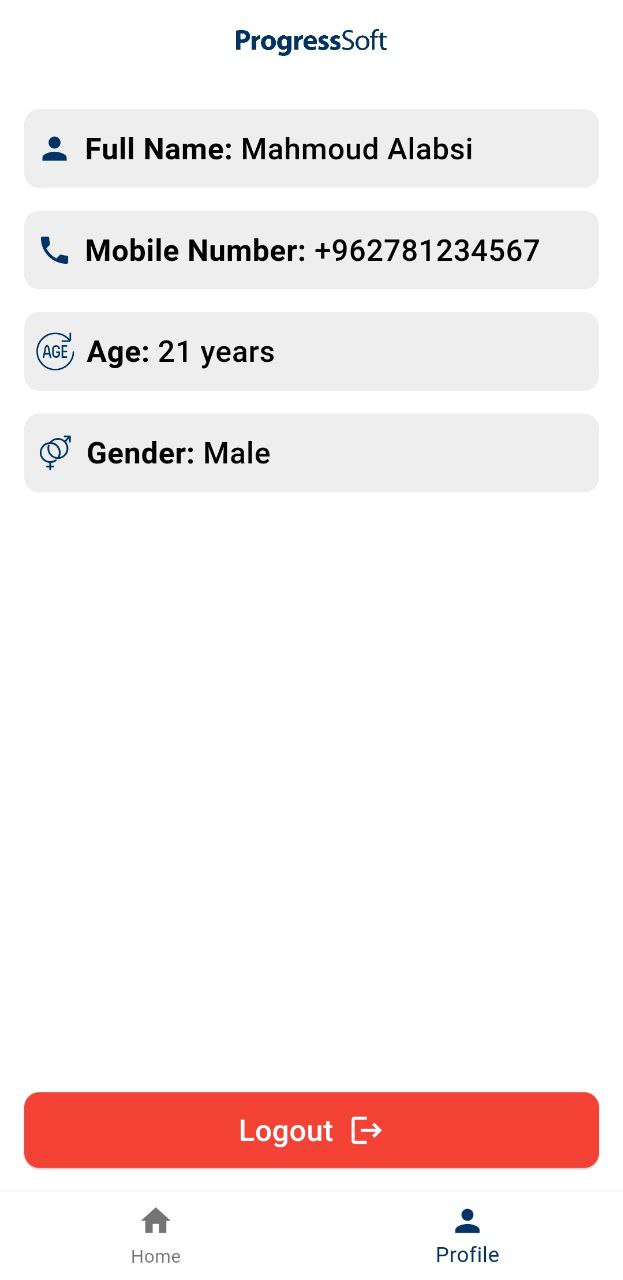 ProgressSoft
Full Name: Mahmoud Alabsi
Mobile Number: +962781234567
AGE Age: 21 years
Gender: Male
Logout
Home
Profile